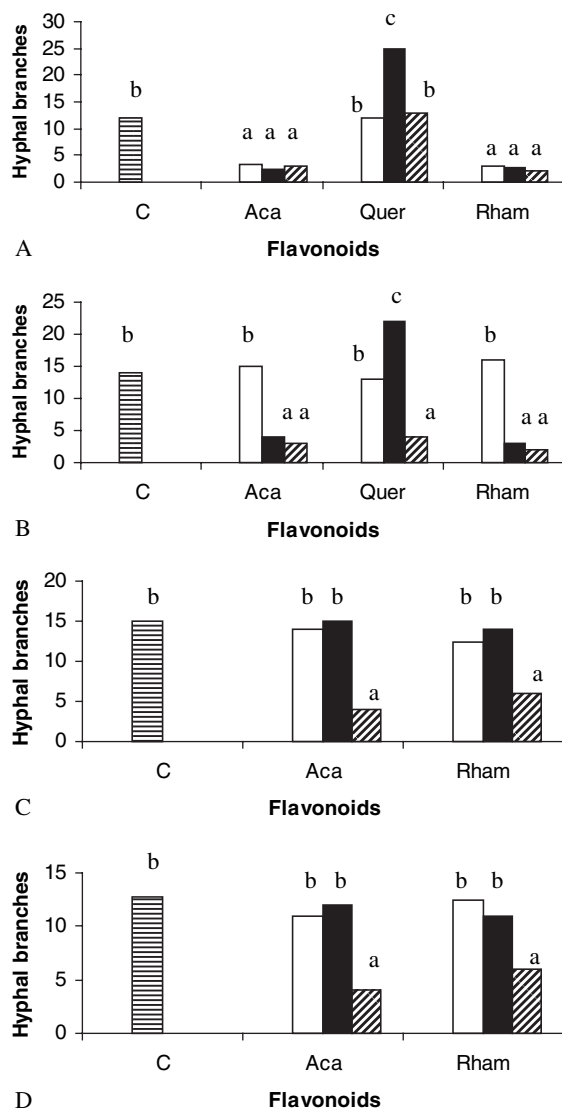 Hyphal branches
30
25
20
15
10
5
0
b
a a a
b
c
b
a a a
C Aca Quer Rham
A Flavonoids
Hyphal branches
25
20
15
10
5
0
b
b
a a
b
c
a
b
a a
C Aca Quer Rham
B Flavonoids
Hyphal branches
20
15
10
5
0
b
b b
a
b b
a
C Aca Rham
C Flavonoids
Hyphal branches
15
10
5
0
b
b b
a
b b
a
C Aca Rham
D Flavonoids